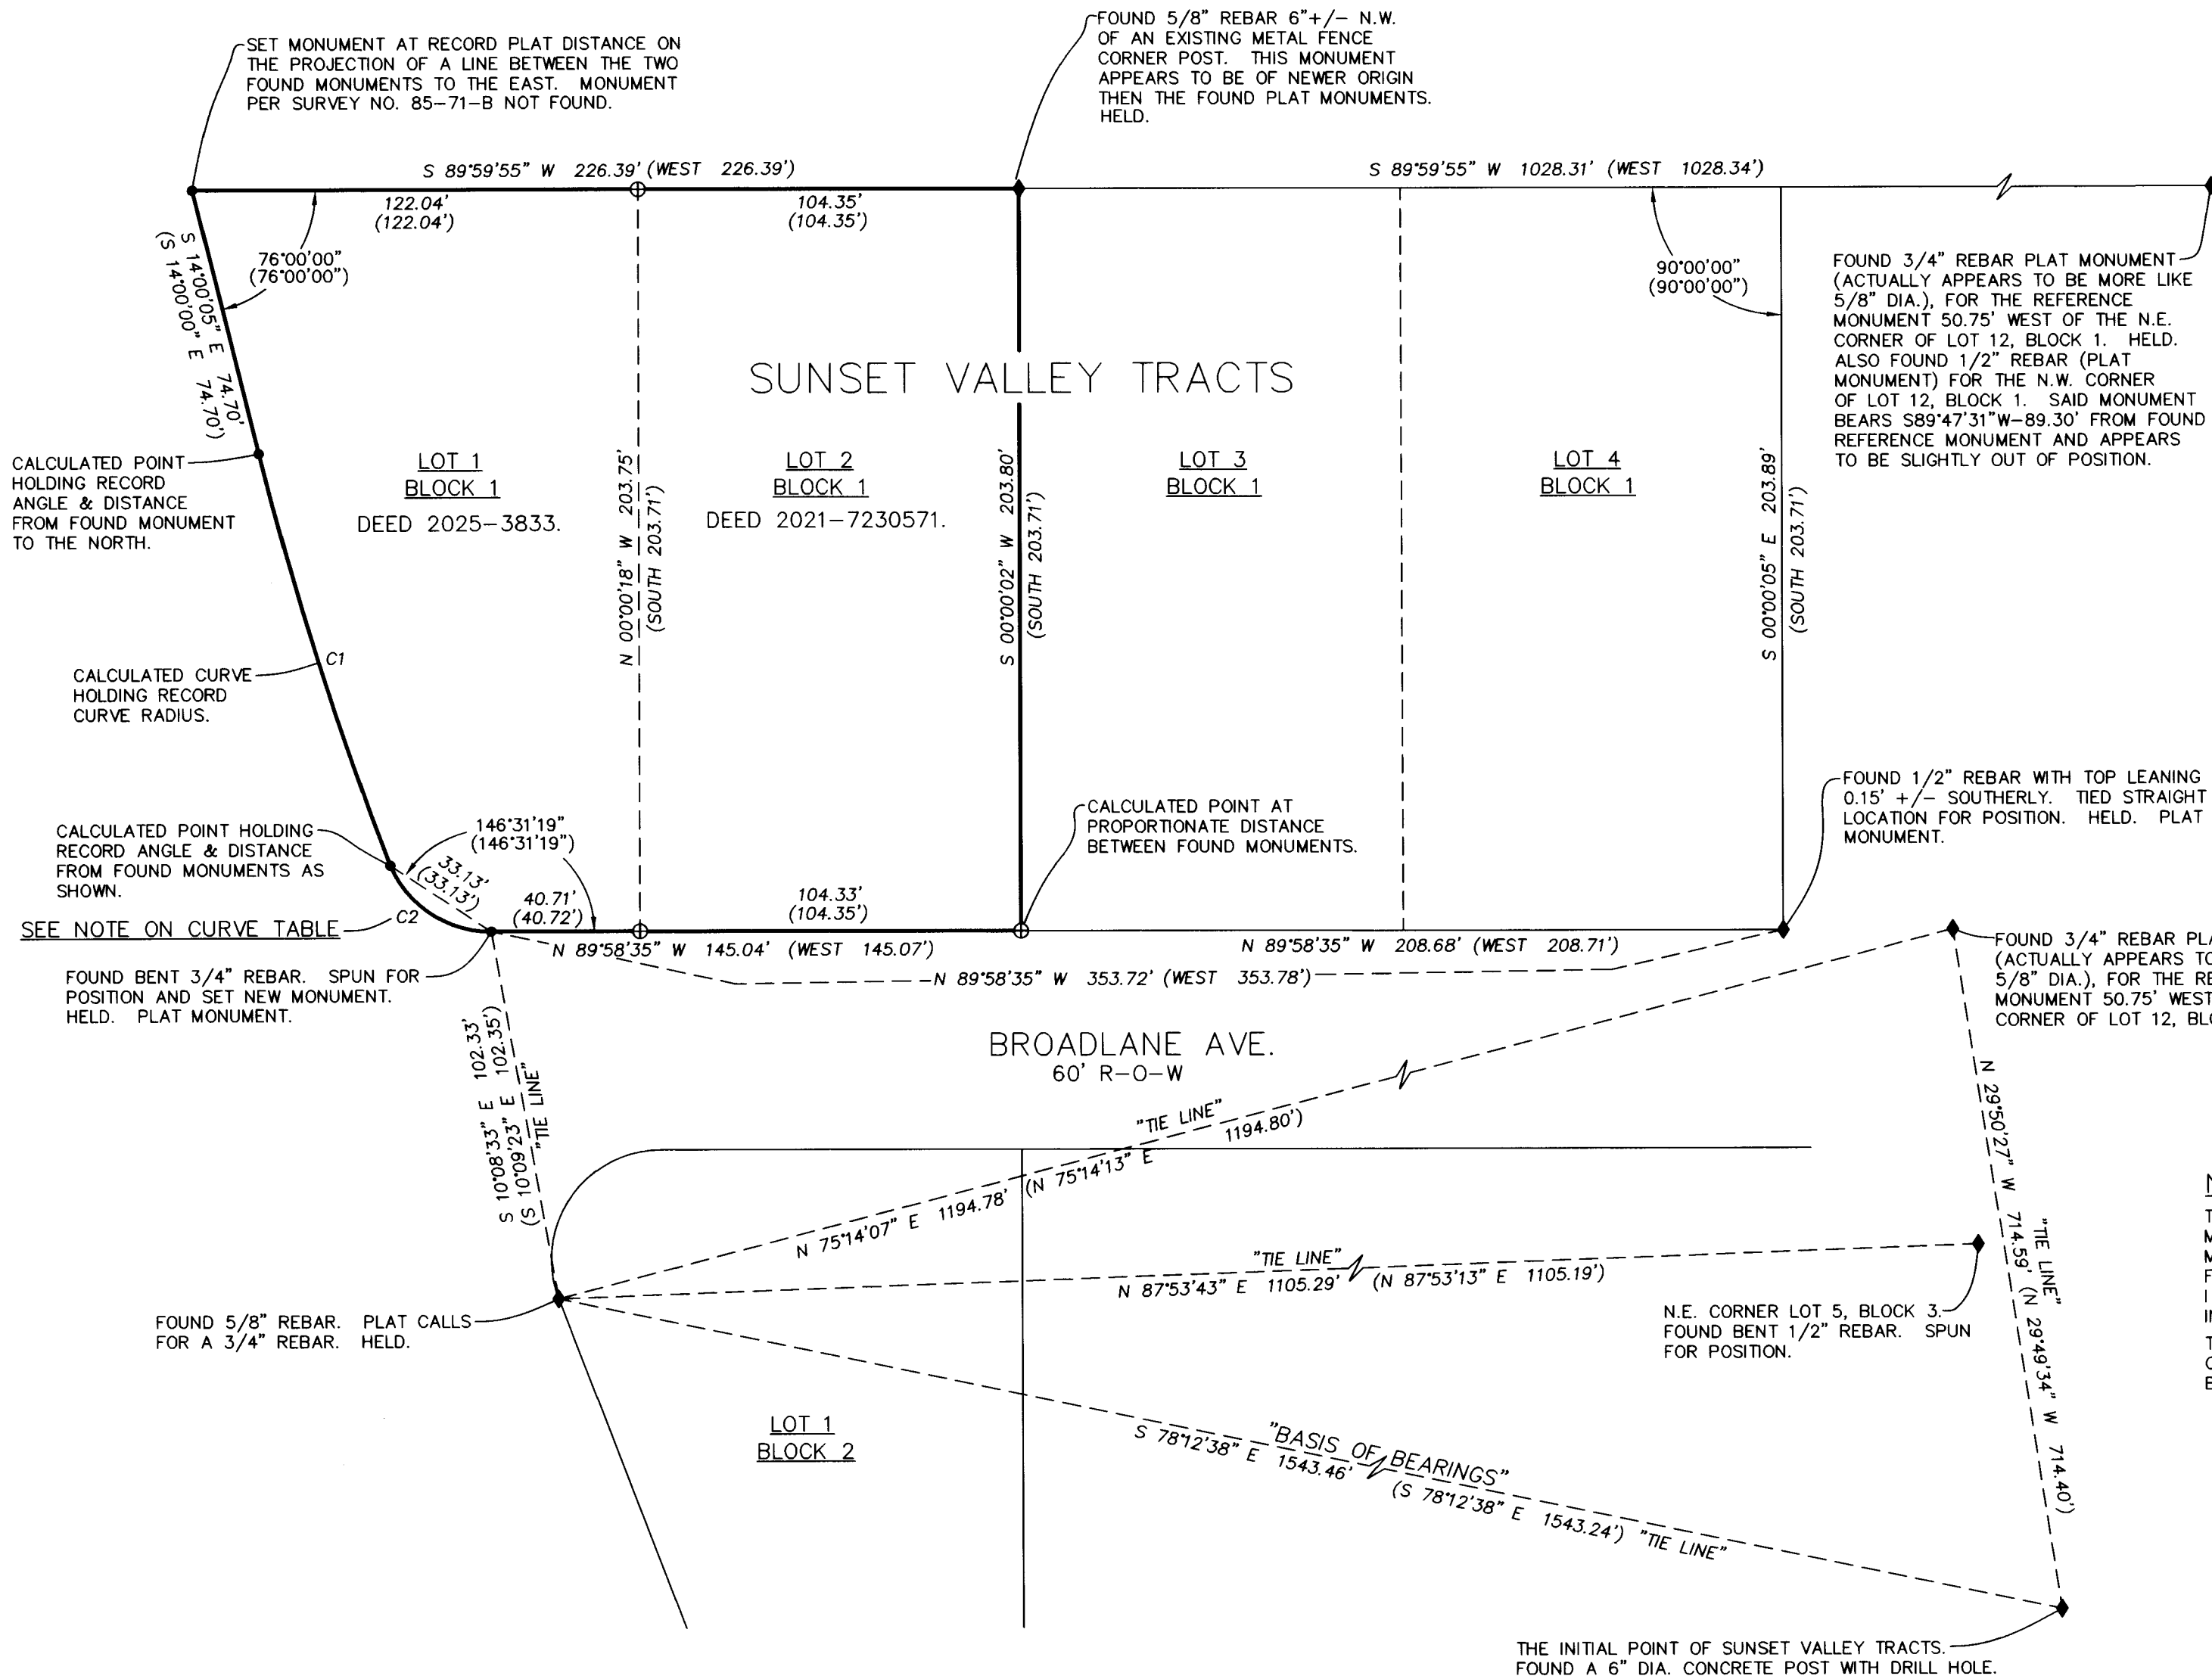 SET MONUMENT AT RECORD PLAT DISTANCE ON
THE PROJECTION OF A LINE BETWEEN THE TWO
FOUND MONUMENTS TO THE EAST. MONUMENT
PER SURVEY NO. 85-71-B NOT FOUND.
FOUND 5/8" REBAR 6"+/- N.W.
OF AN EXISTING METAL FENCE
CORNER POST. THIS MONUMENT
APPEARS TO BE OF NEWER ORIGIN
THEN THE FOUND PLAT MONUMENTS.
HELD.
S 89°59'55" W 226.39' (WEST 226.39')
S 89°59'55" W 1028.31' (WEST 1028.34')
122.04'
(122.04')
104.35'
(104.35')
76°00'00"
(76°00'00")
90°00'00"
(90°00'00")
S 14°00'05" E 74.70'
(S 14°00'00" E 74.70')
FOUND 3/4" REBAR PLAT MONUMENT
(ACTUALLY APPEARS TO BE MORE LIKE
5/8" DIA.), FOR THE REFERENCE
MONUMENT 50.75' WEST OF THE N.E.
CORNER OF LOT 12, BLOCK 1. HELD.
ALSO FOUND 1/2" REBAR (PLAT
MONUMENT) FOR THE N.W. CORNER
OF LOT 12, BLOCK 1. SAID MONUMENT
BEARS S89°47'31"W-89.30' FROM FOUND
REFERENCE MONUMENT AND APPEARS
TO BE SLIGHTLY OUT OF POSITION.
SUNSET VALLEY TRACTS
CALCULATED POINT
HOLDING RECORD
ANGLE & DISTANCE
FROM FOUND MONUMENT
TO THE NORTH.
LOT 1
BLOCK 1
DEED 2025-3833.
N 00°00'18" W 203.75'
(SOUTH 203.71')
LOT 2
BLOCK 1
DEED 2021-7230571.
S 00°00'02" W 203.80'
(SOUTH 203.71')
LOT 3
BLOCK 1
LOT 4
BLOCK 1
S 00°00'05" E 203.89'
(SOUTH 203.71')
CALCULATED CURVE
HOLDING RECORD
CURVE RADIUS.
C1
CALCULATED POINT HOLDING
RECORD ANGLE & DISTANCE
FROM FOUND MONUMENTS AS
SHOWN.
146°31'19"
(146°31'19")
33.13'
(33.13')
CALCULATED POINT AT
PROPORTIONATE DISTANCE
BETWEEN FOUND MONUMENTS.
FOUND 1/2" REBAR WITH TOP LEANING
0.15' +/- SOUTHERLY. TIED STRAIGHT
LOCATION FOR POSITION. HELD. PLAT
MONUMENT.
SEE NOTE ON CURVE TABLE
C2
40.71'
(40.72')
104.33'
(104.35')
N 89°58'35" W 145.04' (WEST 145.07')
N 89°58'35" W 208.68' (WEST 208.71')
N 89°58'35" W 353.72' (WEST 353.78')
FOUND BENT 3/4" REBAR. SPUN FOR
POSITION AND SET NEW MONUMENT.
HELD. PLAT MONUMENT.
FOUND 3/4" REBAR PLA
(ACTUALLY APPEARS TO
5/8" DIA.), FOR THE RE
MONUMENT 50.75' WEST
CORNER OF LOT 12, BLO
S 10°08'33" E 102.33'
(S 10°09'23" E 102.35')
"TIE LINE"
BROADLANE AVE.
60' R-O-W
"TIE LINE"
N 75°14'07" E 1194.78' (N 75°14'13" E 1194.80')
"TIE LINE"
N 87°53'43" E 1105.29' (N 87°53'13" E 1105.19')
N 29°50'27" W 714.59' (N 29°49'34" W 714.40')
"TIE LINE"
FOUND 5/8" REBAR. PLAT CALLS
FOR A 3/4" REBAR. HELD.
N.E. CORNER LOT 5, BLOCK 3.
FOUND BENT 1/2" REBAR. SPUN
FOR POSITION.
LOT 1
BLOCK 2
"BASIS OF BEARINGS"
S 78°12'38" E 1543.46' (S 78°12'38" E 1543.24') "TIE LINE"
THE INITIAL POINT OF SUNSET VALLEY TRACTS.
FOUND A 6" DIA. CONCRETE POST WITH DRILL HOLE.